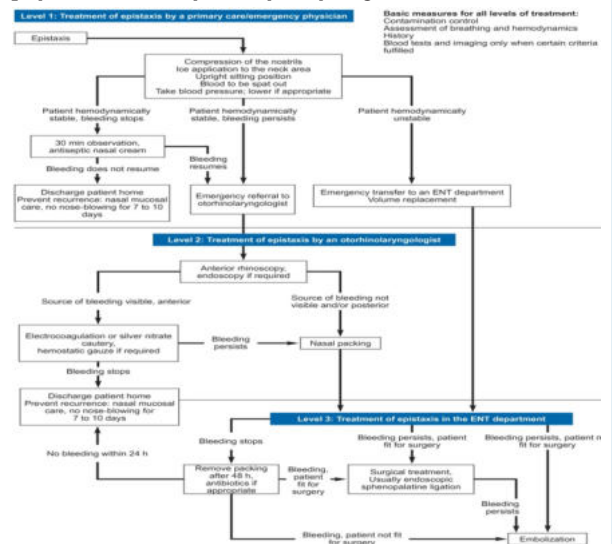 Level 1: Treatment of epistaxis by a primary care/emergency physician
Basic measures for all levels of treatment:
Contamination control
Assessment of breathing and hemodynamics
History
Blood tests and imaging only when certain criteria
fulfilled
Epistaxis
Compression of the nostrils
Ice application to the neck area
Upright sitting position
Blood to be spat out
Take blood pressure; lower if appropriate
Patient hemodynamically
stable, bleeding stops
Patient hemodynamically
stable, bleeding persists
Patient hemodynamically
unstable
30 min observation,
antiseptic nasal cream
Bleeding does not resume
Bleeding
resumes
Discharge patient home
Prevent recurrence: nasal mucosal
care, no nose-blowing for 7 to 10
days
Emergency referral to
otorhinolaryngologist
Emergency transfer to an ENT department
Volume replacement
Level 2: Treatment of epistaxis by an otorhinolaryngologist
Anterior rhinoscopy,
endoscopy if required
Source of bleeding visible, anterior
Source of bleeding not
visible and/or posterior
Electrocoagulation or silver nitrate
cautery,
hemostatic gauze if required
Bleeding
persists
Nasal packing
Bleeding stops
Discharge patient home
Prevent recurrence: nasal mucosal
care, no nose-blowing for
7 to 10 days
Level 3: Treatment of epistaxis in the ENT department
Bleeding stops
Bleeding persists, patient
fit for surgery
Bleeding persists, patient n
fit for surgery
No bleeding within 24 h
Remove packing
after 48 h,
antibiotics if
appropriate
Bleeding,
patient
fit for
surgery
Surgical treatment,
Usually endoscopic
sphenopalatine ligation
Bleeding
persists
Bleeding, patient not fit
for surgery
Embolization